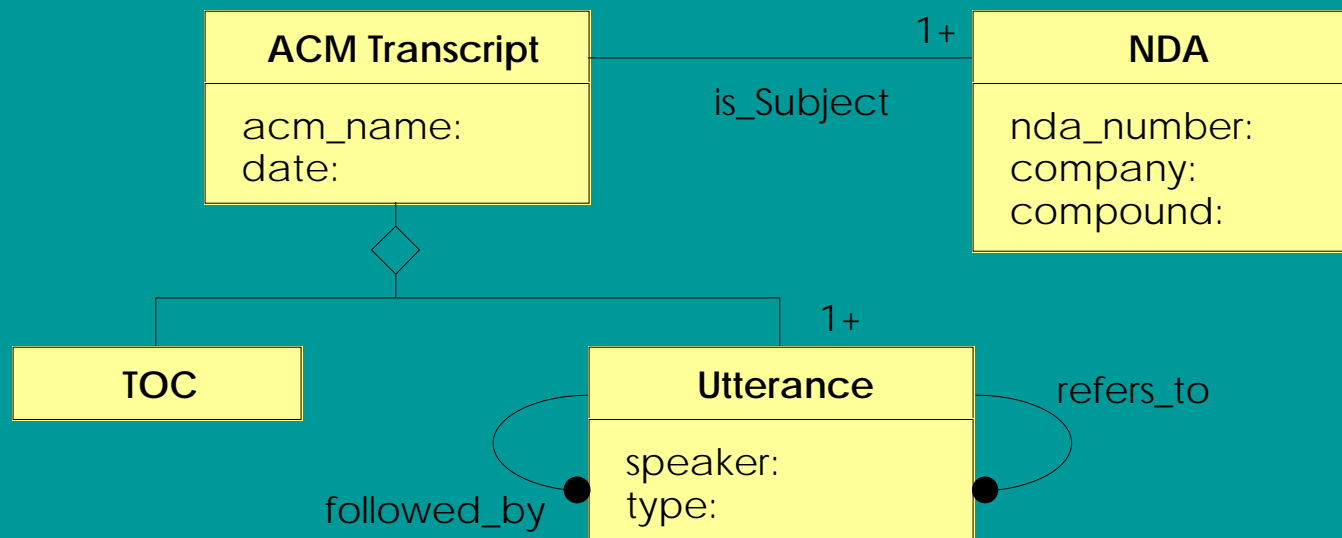 ACM Transcript
acm_name:
date:
1+
is_Subject
NDA
nda_number:
company:
compound:
TOC
1+
Utterance
speaker:
type:
followed_by
refers_to